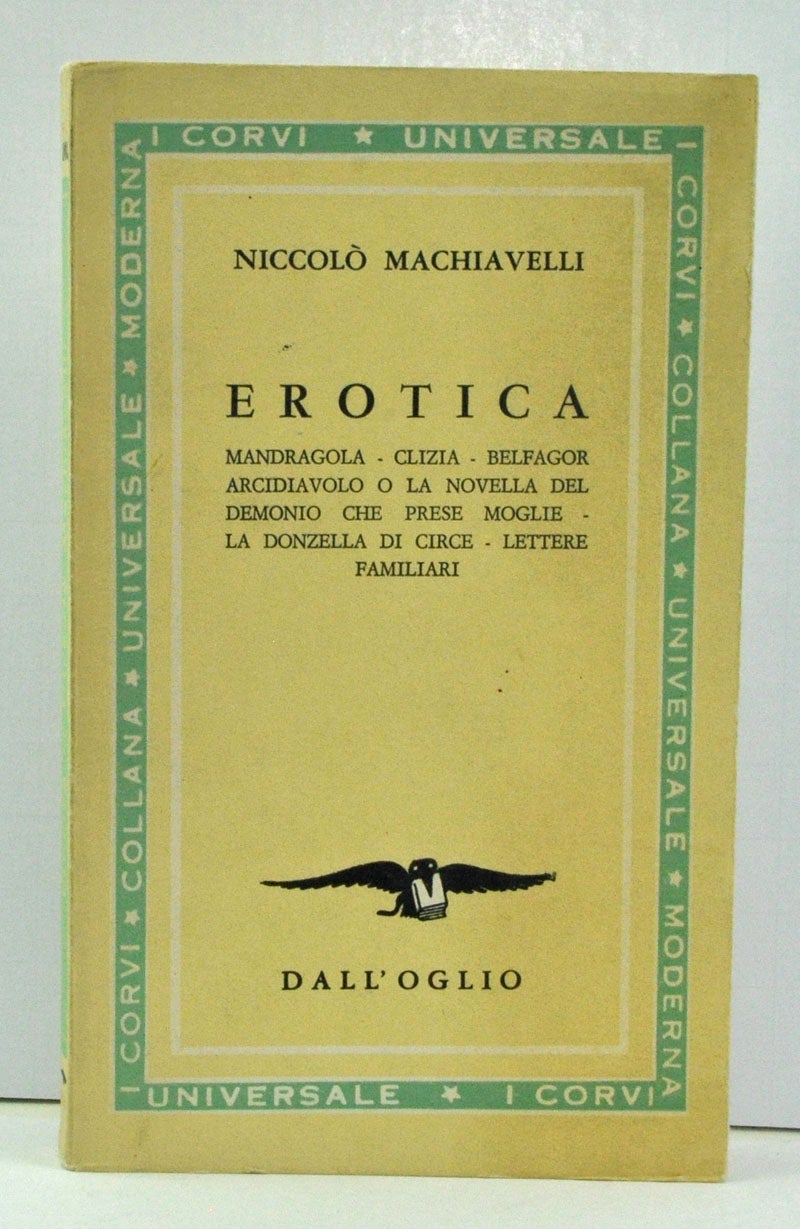 I CORVI ★ UNIVERSALE
I CORVI ★ COLLANA ★ UNIVERSALE ★ MODERNA
I CORVI ★ COLLANA ★ UNIVERSALE ★ MODERNA
NICCOLÒ MACHIAVELLI
EROTICA
MANDRAGOLA - CLIZIA - BELFAGOR
ARCIDIAVOLO O LA NOVELLA DEL
DEMONIO CHE PRESE MOGLIE -
LA DONZELLA DI CIRCE - LETTERE
FAMILIARI
DALL'OGLIO
UNIVERSALE ★ I CORVI